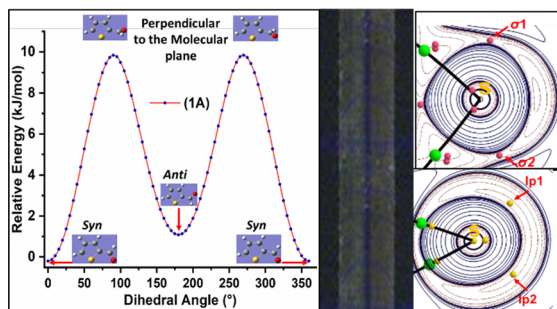 Perpendicular
to the Molecular
plane
(1A)
Anti
Syn
Syn
Relative Energy (kJ/mol)
10
8
6
4
2
0
0 50 100 150 200 250 300 350
Dihedral Angle (°)
σ1
σ2
lp1
lp2